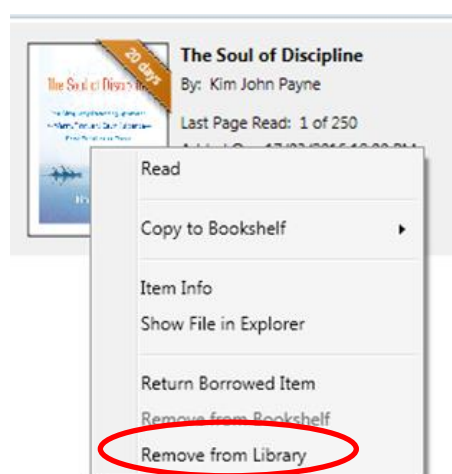 20 days
The Soul of Discipline
By: Kim John Payne
Last Page Read: 1 of 250
Read
Copy to Bookshelf
Item Info
Show File in Explorer
Return Borrowed Item
Remove from Bookshelf
Remove from Library